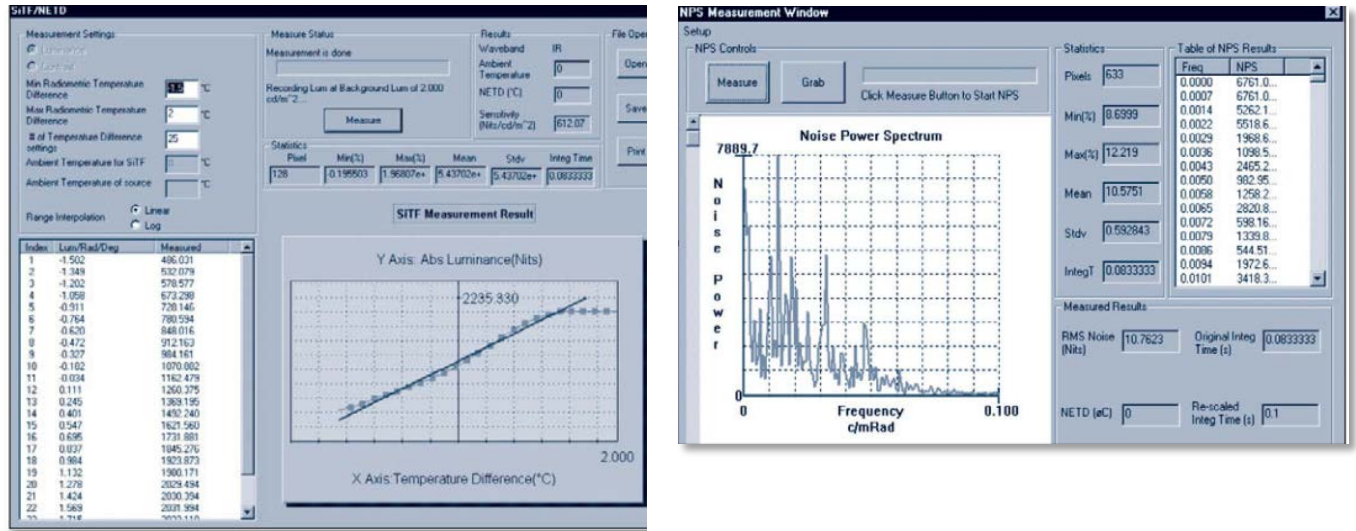 SiTF/NETD
Measurement Settings
Luminance
Contrast
Min Radiometric Temperature Difference
-1.5 °C
Max Radiometric Temperature Difference
2 °C
# of Temperature Difference settings
25
Ambient Temperature for SiTF
°C
Ambient Temperature of source
°C
Range Interpolation
Linear
Log
Measure Status
Measurement is done
Recording Lum at Background Lum of 2.000 cd/m^2...
Measure
Results
Waveband IR
Ambient Temperature 0
NETD (°C) 0
Sensitivity (Nits/cd/m^2) 612.07
File Oper
Open
Save
Print
Statistics
Pixel Min(%) Max(%) Mean Stdv Integ Time
128 -0.195503 1.96807e+ 5.43702e+ 5.43702e+ 0.0833333
SiTF Measurement Result
Index Lum/Rad/Deg Measured
1 -1.502 486.031
2 -1.349 532.079
3 -1.202 578.577
4 -1.058 673.298
5 -0.911 728.146
6 -0.764 780.594
7 -0.620 848.016
8 -0.472 912.163
9 -0.327 984.161
10 -0.182 1070.802
11 -0.034 1162.479
12 0.111 1260.375
13 0.245 1369.195
14 0.401 1492.240
15 0.547 1621.560
16 0.695 1731.881
17 0.837 1845.276
18 0.984 1923.873
19 1.132 1980.171
20 1.278 2029.494
21 1.424 2030.394
22 1.569 2031.994
Y Axis: Abs Luminance(Nits)
2235.330
2.000
X Axis:Temperature Difference(°C)
NPS Measurement Window
Setup
NPS Controls
Measure
Grab
Click Measure Button to Start NPS
Noise Power Spectrum
7889.7
Noise Power
0
0
Frequency
c/mRad
0.100
Statistics
Pixels 633
Min(%) 8.6999
Max(%) 12.219
Mean 10.5751
Stdv 0.592843
IntegT 0.0833333
Table of NPS Results
Freq NPS
0.0000 6761.0...
0.0007 6761.0...
0.0014 5262.1...
0.0022 5518.6...
0.0029 1968.6...
0.0036 1098.5...
0.0043 2465.2...
0.0050 982.95...
0.0058 1258.2...
0.0065 2820.8...
0.0072 598.16...
0.0079 1339.8...
0.0086 544.51...
0.0094 1972.6...
0.0101 3418.3...
Measured Results
RMS Noise (Nits) 10.7623
Original Integ Time (s) 0.0833333
NETD (øC) 0
Re-scaled Integ Time (s) 0.1